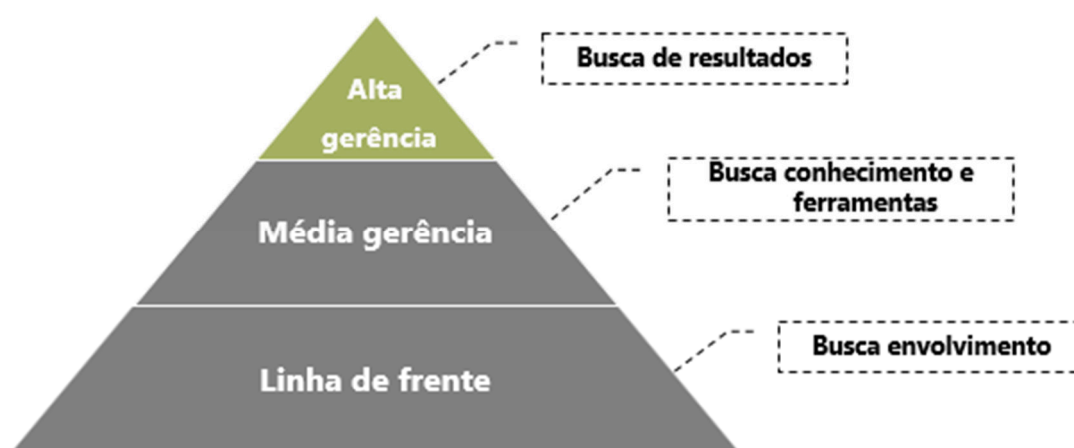 Alta
gerência
Busca de resultados
Média gerência
Busca conhecimento e
ferramentas
Linha de frente
Busca envolvimento